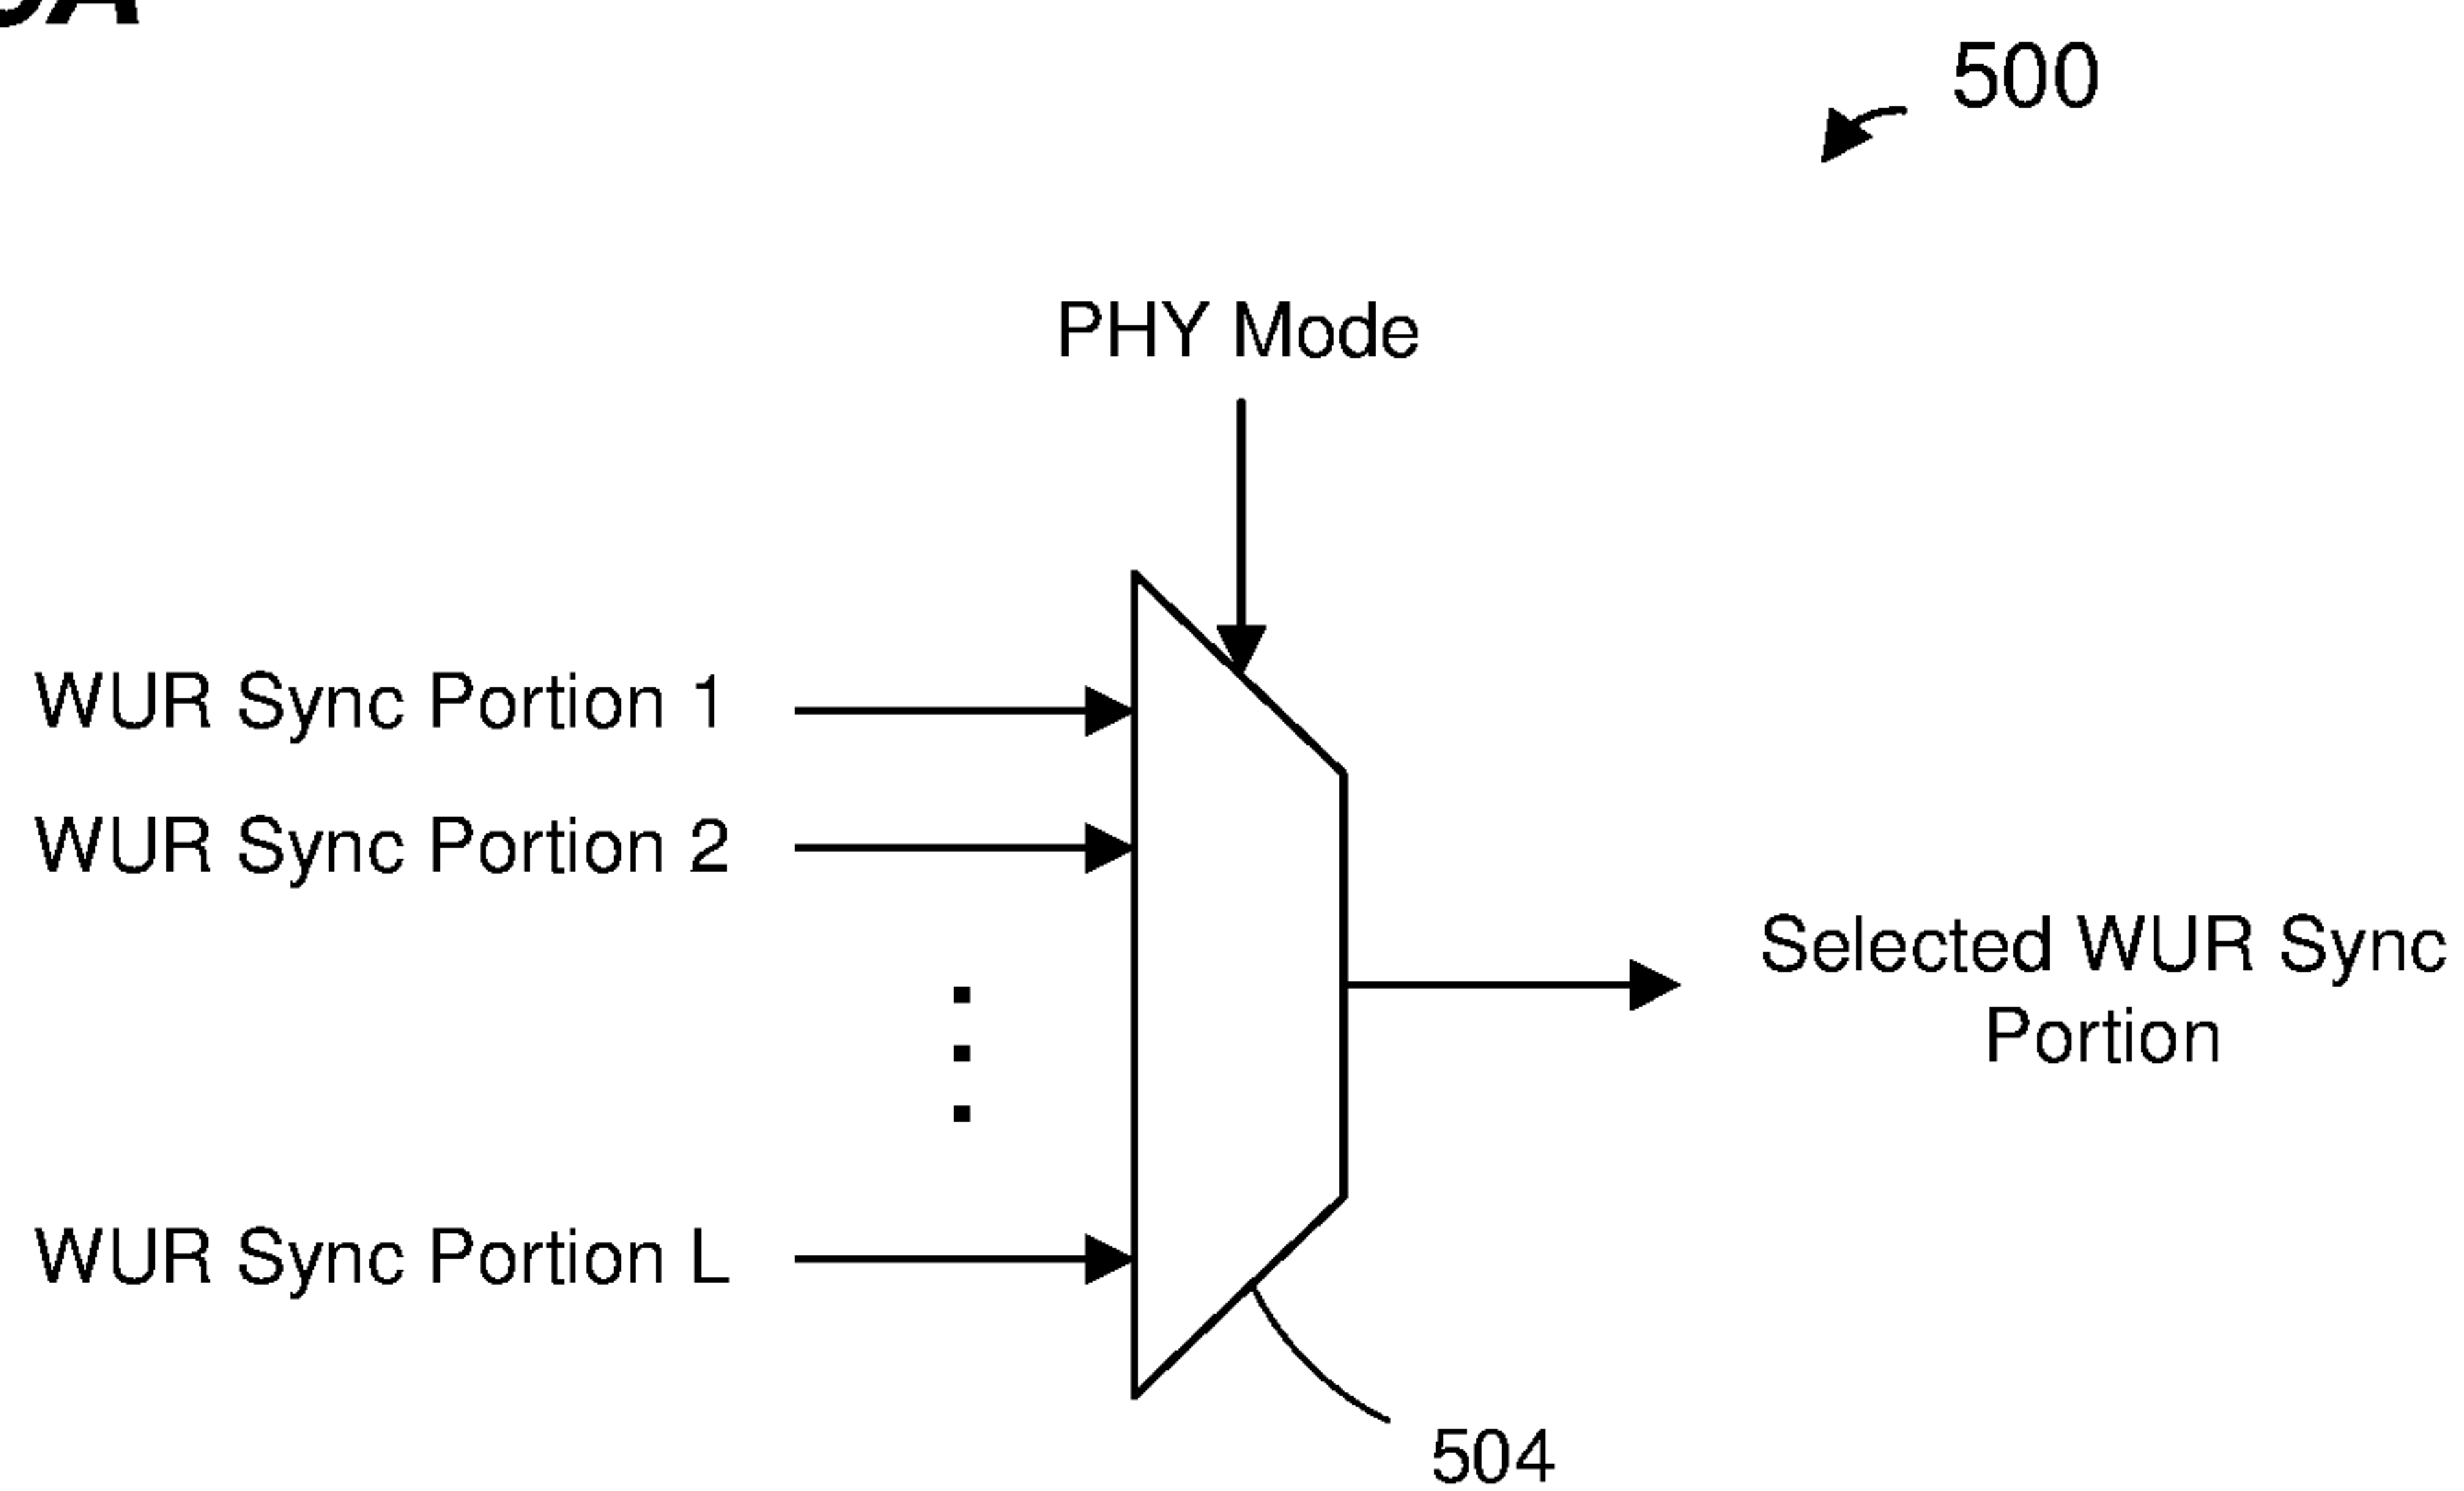 500
PHY Mode
WUR Sync Portion 1
WUR Sync Portion 2
Selected WUR Sync
Portion
WUR Sync Portion L
504